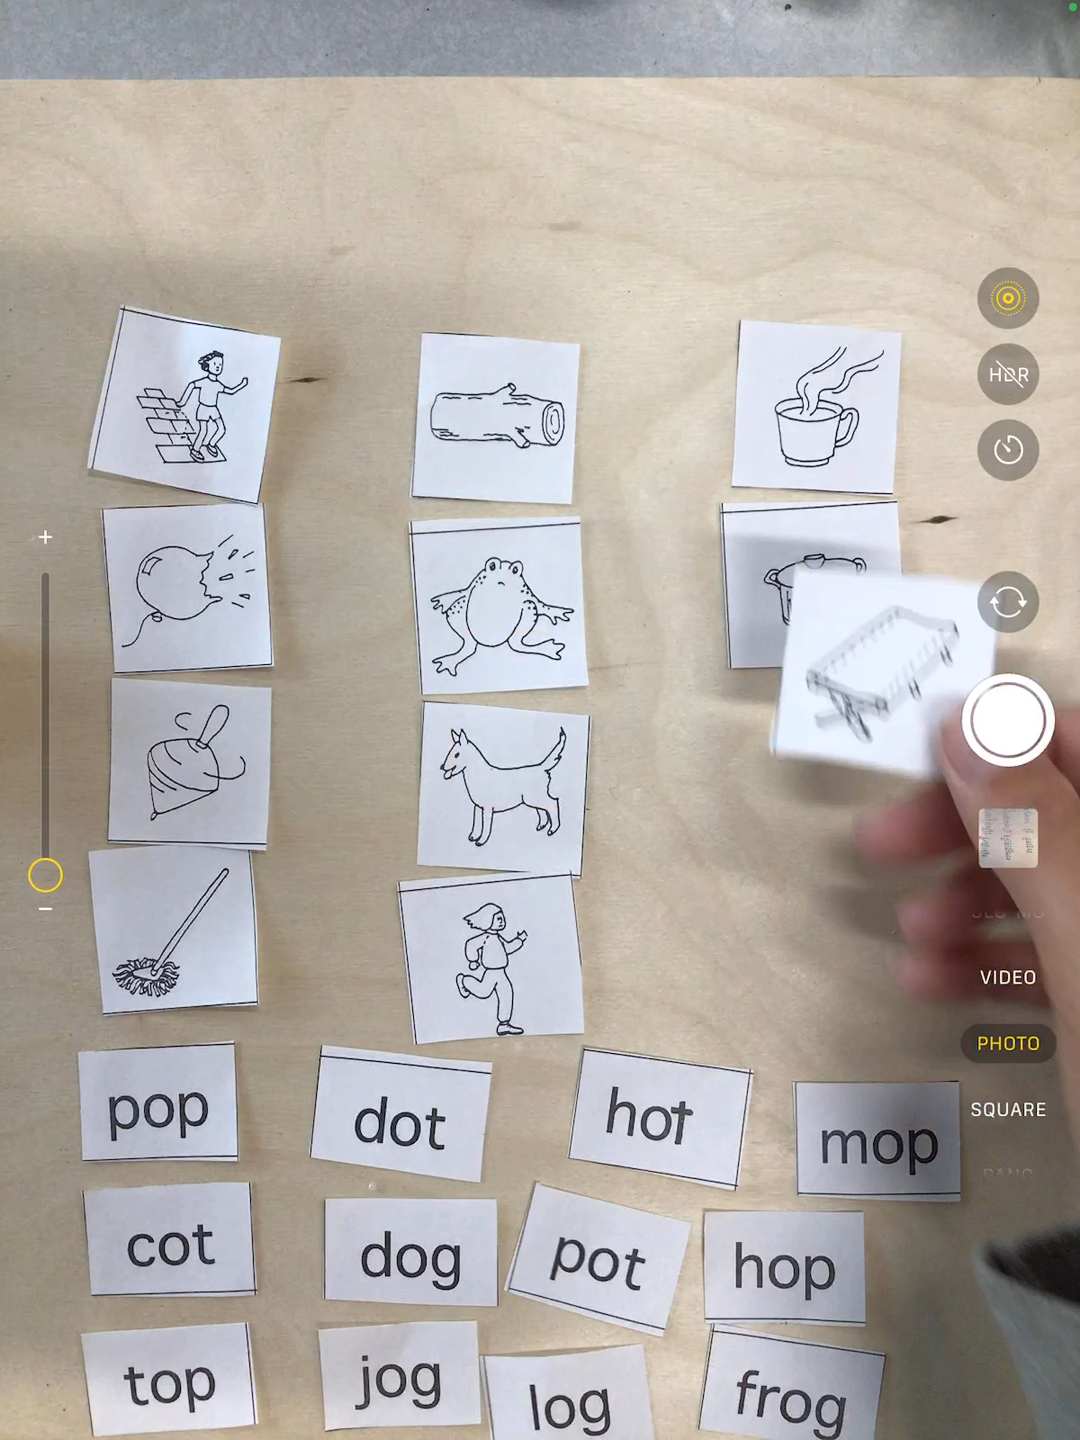 HDR
VIDEO
PHOTO
SQUARE
pop dot hot mop
cot dog pot hop
top jog log frog